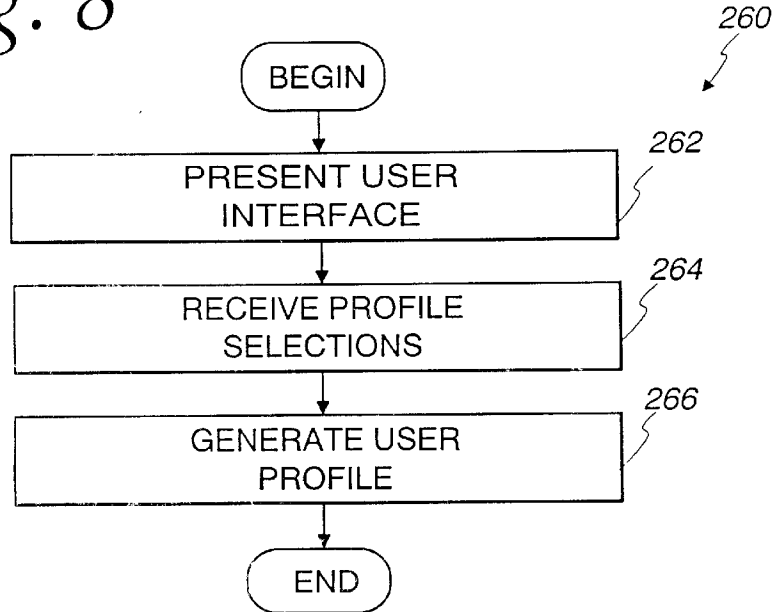 g. 8
260
BEGIN
262
PRESENT USER
INTERFACE
264
RECEIVE PROFILE
SELECTIONS
266
GENERATE USER
PROFILE
END